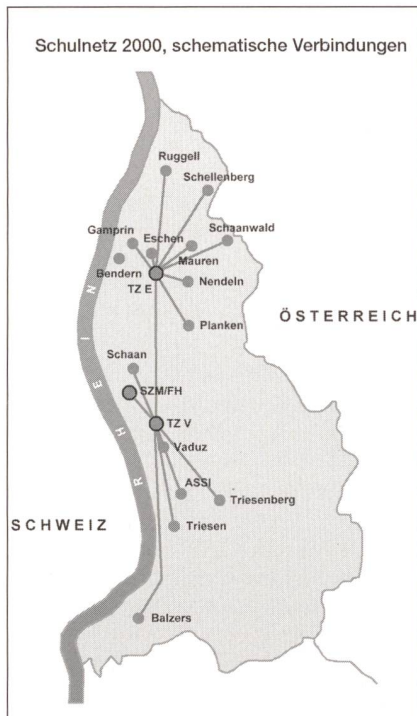 Schulnetz 2000, schematische Verbindungen
Ruggell
Schellenberg
Schaanwald
Gamprin
Eschen
Mauren
Bendern
TZ E
Nendeln
Planken
ÖSTERREICH
Schaan
SZM/FH
TZ V
Vaduz
ASSI
Triesenberg
Triesen
RHEIN
SCHWEIZ
Balzers